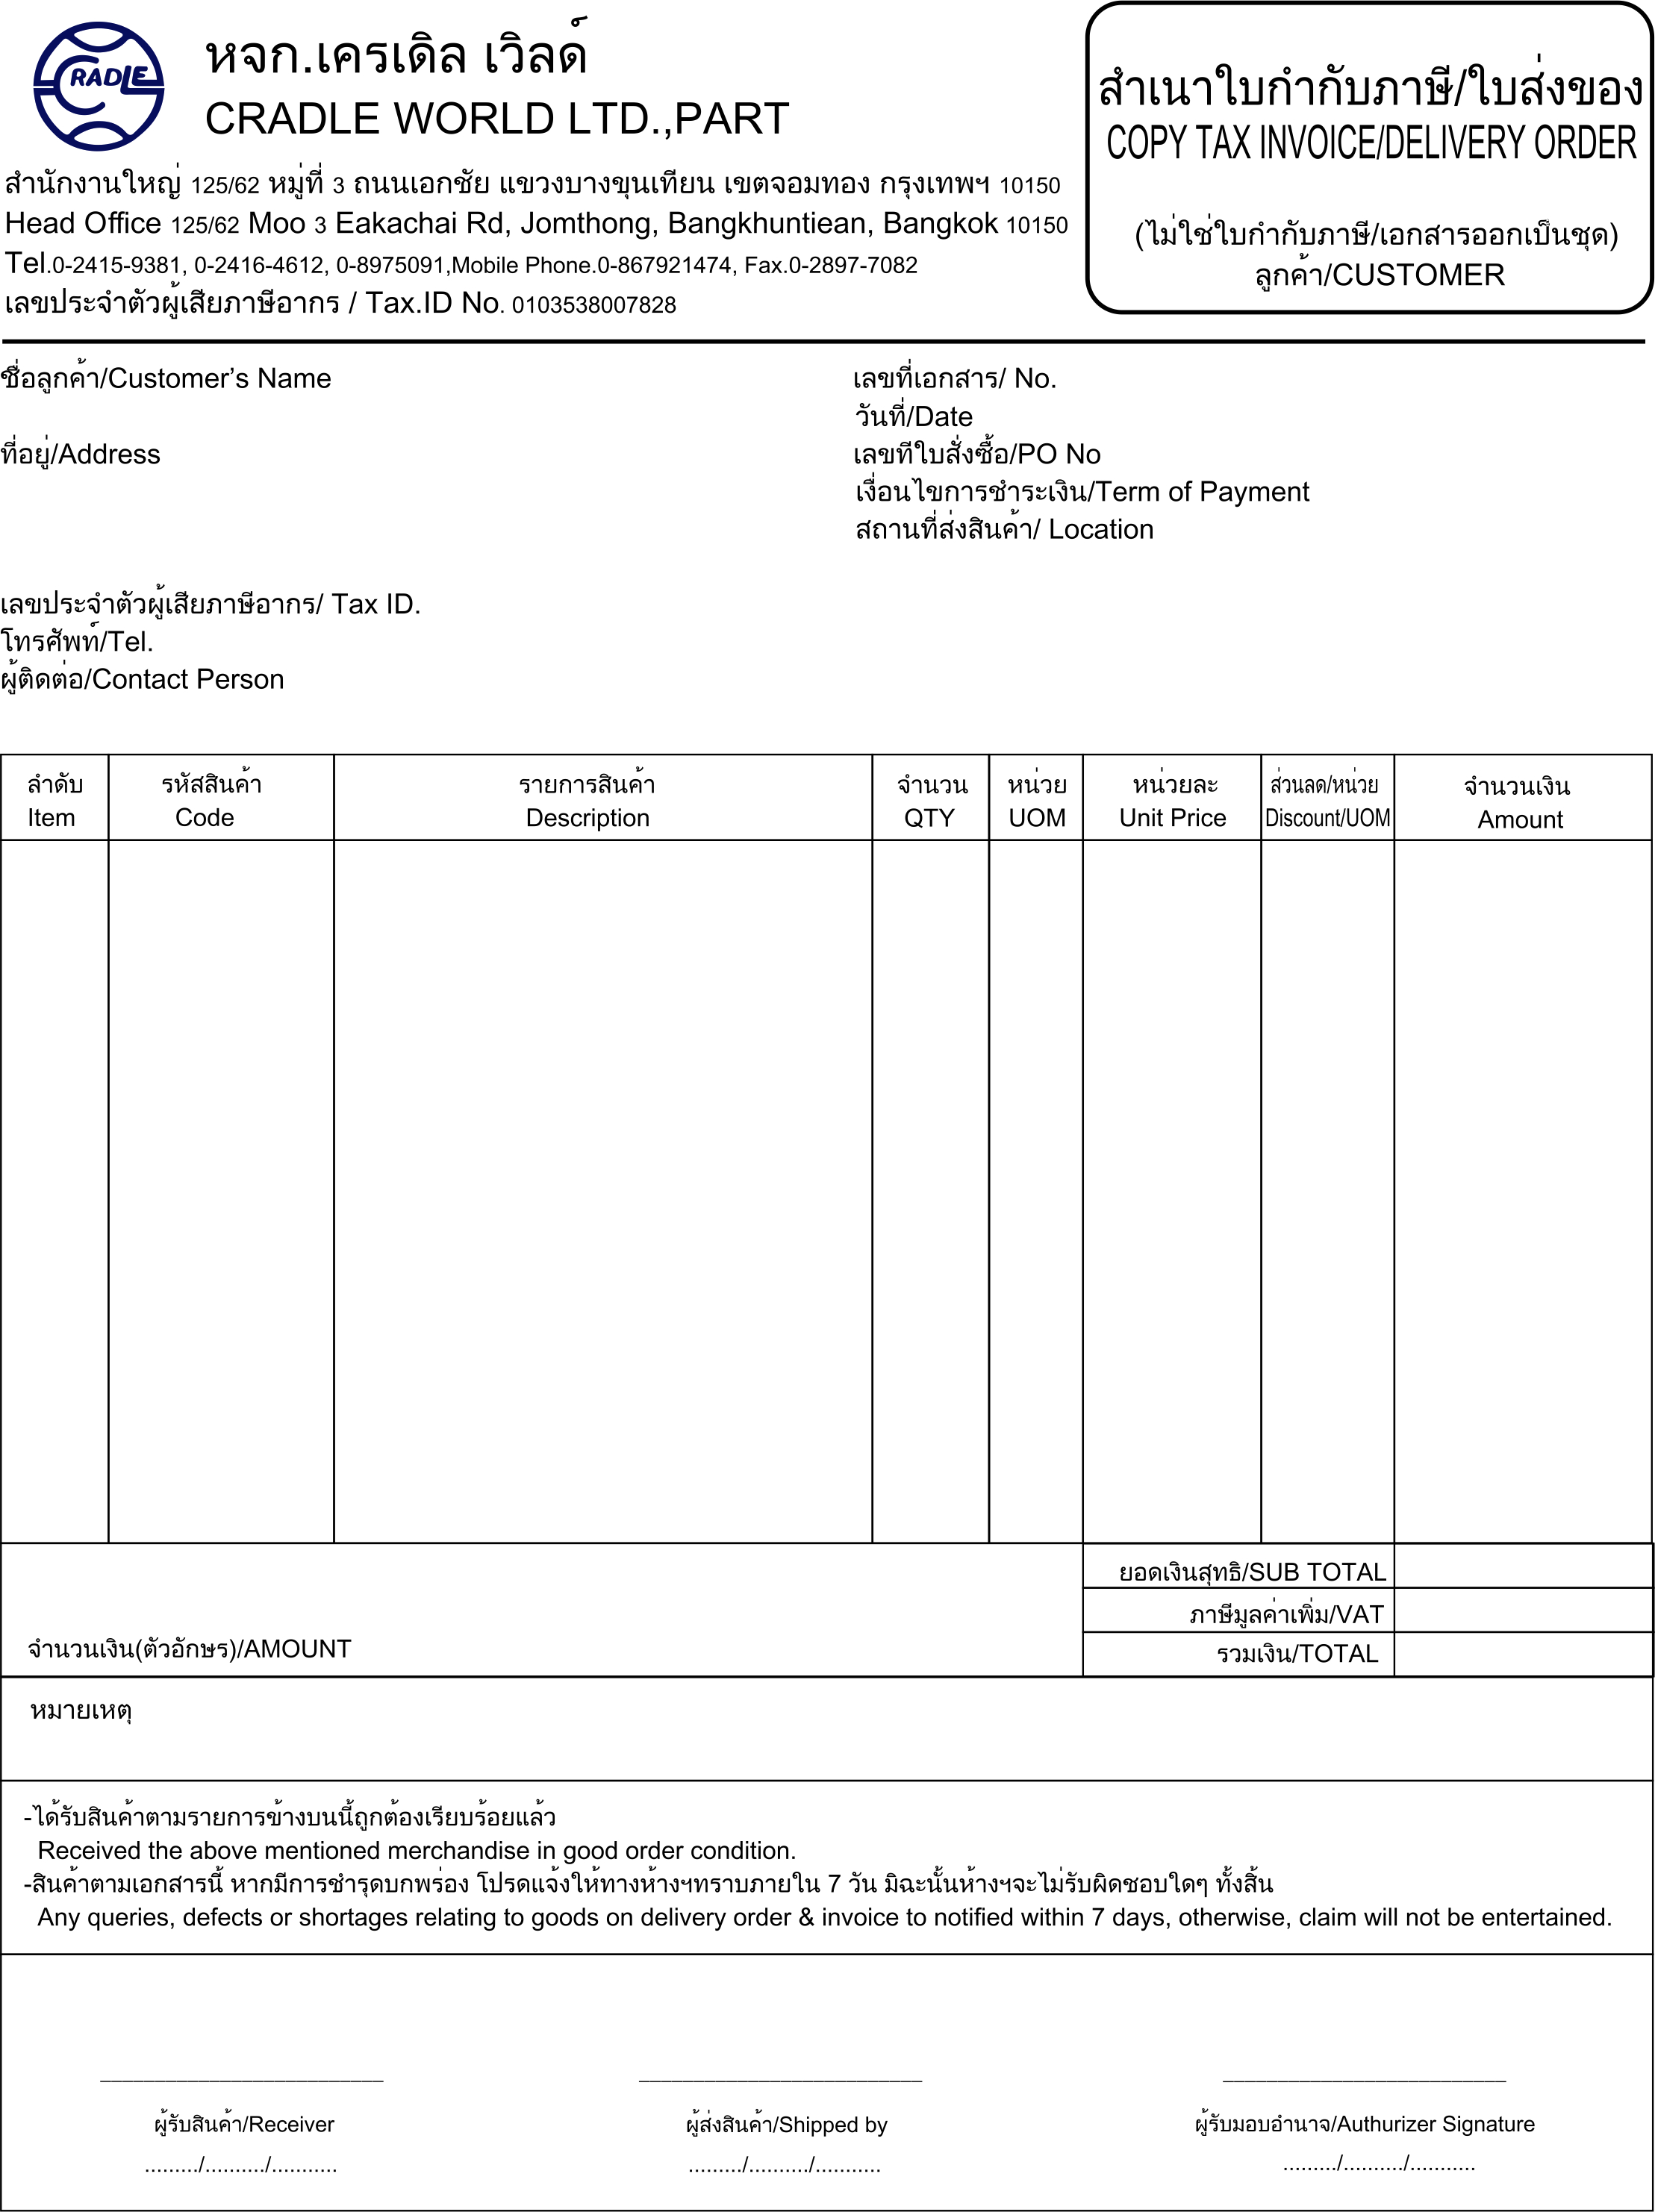 CRADLE
หจก.เครเดิล เวิลด์
CRADLE WORLD LTD.,PART
สำนักงานใหญ่ 125/62 หมู่ที่ 3 ถนนเอกชัย แขวงบางขุนเทียน เขตจอมทอง กรุงเทพฯ 10150
Head Office 125/62 Moo 3 Eakachai Rd, Jomthong, Bangkhuntiean, Bangkok 10150
Tel.0-2415-9381, 0-2416-4612, 0-8975091,Mobile Phone.0-867921474, Fax.0-2897-7082
เลขประจำตัวผู้เสียภาษีอากร / Tax.ID No. 0103538007828
สำเนาใบกำกับภาษี/ใบส่งของ
COPY TAX INVOICE/DELIVERY ORDER
(ไม่ใช่ใบกำกับภาษี/เอกสารออกเป็นชุด)
ลูกค้า/CUSTOMER
ชื่อลูกค้า/Customer’s Name
ที่อยู่/Address
เลขประจำตัวผู้เสียภาษีอากร/ Tax ID.
โทรศัพท์/Tel.
ผู้ติดต่อ/Contact Person
เลขที่เอกสาร/ No.
วันที่/Date
เลขทีใบสั่งซื้อ/PO No
เงื่อนไขการชำระเงิน/Term of Payment
สถานที่ส่งสินค้า/ Location
ลำดับ รหัสสินค้า รายการสินค้า จำนวน หน่วย หน่วยละ ส่วนลด/หน่วย จำนวนเงิน
Item Code Description QTY UOM Unit Price Discount/UOM Amount
ยอดเงินสุทธิ/SUB TOTAL
ภาษีมูลค่าเพิ่ม/VAT
จำนวนเงิน(ตัวอักษร)/AMOUNT
รวมเงิน/TOTAL
หมายเหตุ
-ได้รับสินค้าตามรายการข้างบนนี้ถูกต้องเรียบร้อยแล้ว
Received the above mentioned merchandise in good order condition.
-สินค้าตามเอกสารนี้ หากมีการชำรุดบกพร่อง โปรดแจ้งให้ทางห้างฯทราบภายใน 7 วัน มิฉะนั้นห้างฯจะไม่รับผิดชอบใดๆ ทั้งสิ้น
Any queries, defects or shortages relating to goods on delivery order & invoice to notified within 7 days, otherwise, claim will not be entertained.
ผู้รับสินค้า/Receiver ผู้ส่งสินค้า/Shipped by ผู้รับมอบอำนาจ/Authurizer Signature
........./........../........... ........./........../........... ........./........../...........